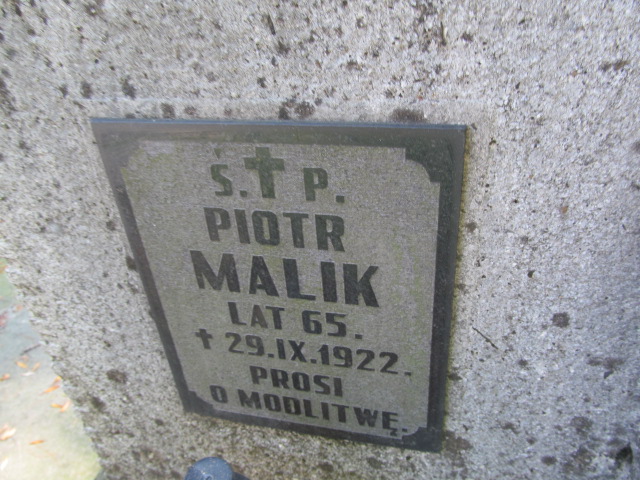 Ś. † P.
PIOTR
MALIK
LAT 65.
† 29.IX.1922.
PROSI
O MODLITWĘ.